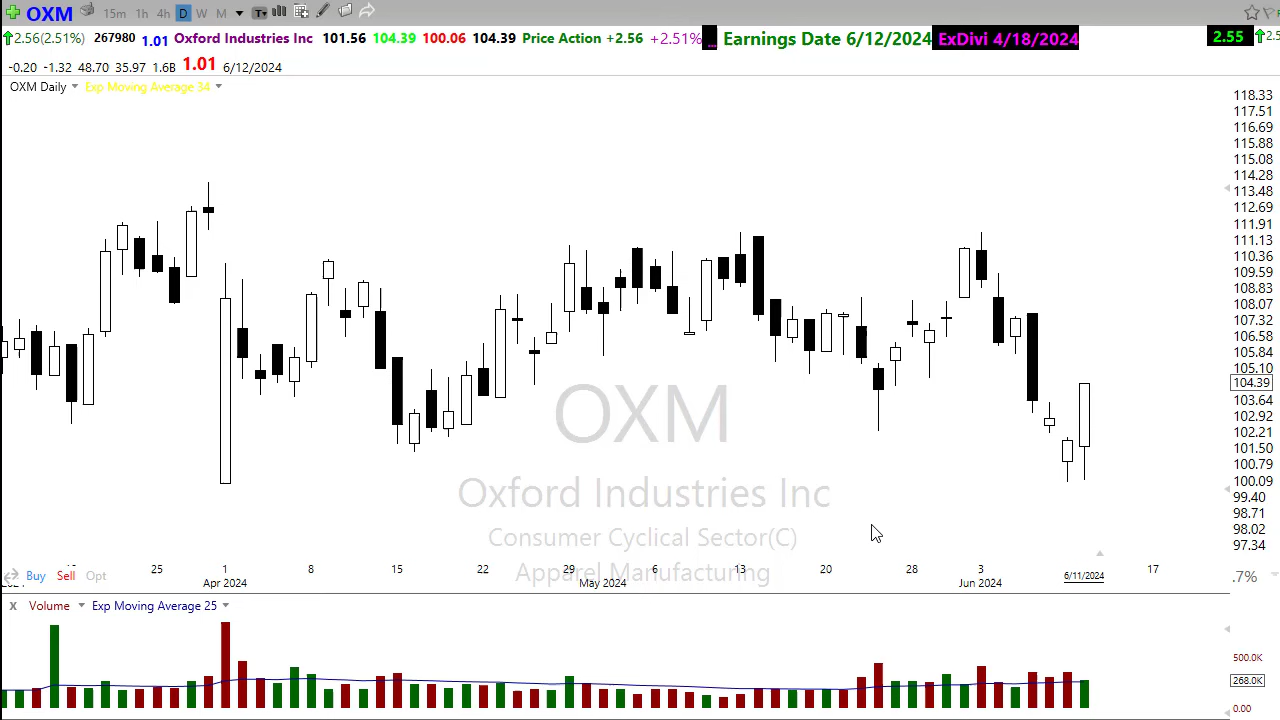 OXM 15m 1h 4h D W M T
2.56(2.51%) 267980 1.01 Oxford Industries Inc 101.56 104.39 100.06 104.39 Price Action +2.56 +2.51% ... Earnings Date 6/12/2024 ExDivi 4/18/2024 2.55
-0.20 -1.32 48.70 35.97 1.6B 1.01 6/12/2024
OXM Daily Exp Moving Average 34
118.33
117.51
116.69
115.88
115.08
114.28
113.48
112.69
111.91
111.13
110.36
109.59
108.83
108.07
107.32
106.58
105.84
105.10
104.39
103.64
102.92
102.21
101.50
100.79
100.09
99.40
98.71
98.02
97.34
OXM
Oxford Industries Inc
Consumer Cyclical Sector(C)
Apparel Manufacturing
25 1 8 15 22 29 6 13 20 28 3 17
Buy Sell Opt 6/11/2024 .7%
Apr 2024 May 2024 Jun 2024
X Volume Exp Moving Average 25
500.0K
268.0K
0.00